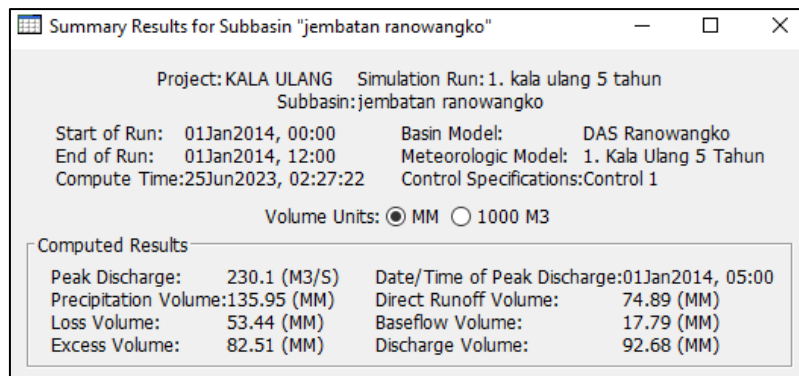 Summary Results for Subbasin "jembatan ranowangko"
Project: KALA ULANG Simulation Run: 1. kala ulang 5 tahun
Subbasin: jembatan ranowangko
Start of Run: 01Jan2014, 00:00 Basin Model: DAS Ranowangko
End of Run: 01Jan2014, 12:00 Meteorologic Model: 1. Kala Ulang 5 Tahun
Compute Time:25Jun2023, 02:27:22 Control Specifications:Control 1
Volume Units: MM 1000 M3
Computed Results
Peak Discharge: 230.1 (M3/S) Date/Time of Peak Discharge:01Jan2014, 05:00
Precipitation Volume:135.95 (MM) Direct Runoff Volume: 74.89 (MM)
Loss Volume: 53.44 (MM) Baseflow Volume: 17.79 (MM)
Excess Volume: 82.51 (MM) Discharge Volume: 92.68 (MM)